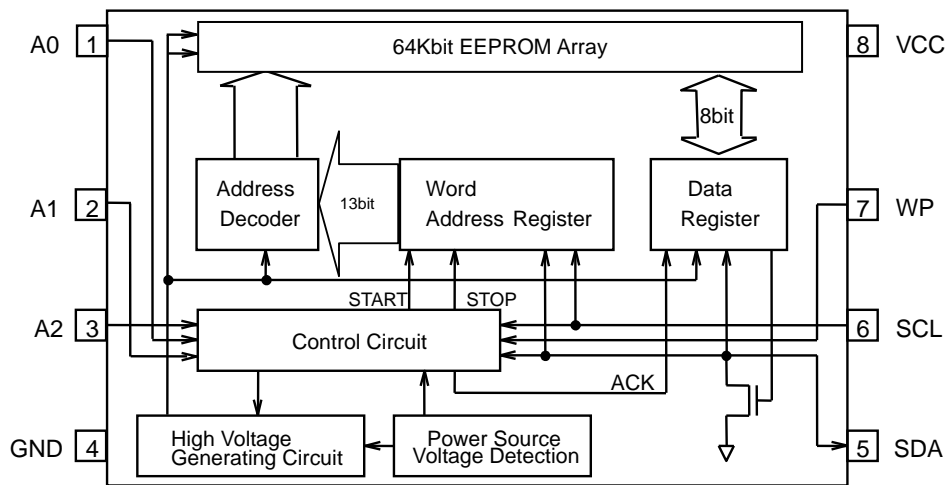 A0 1
64Kbit EEPROM Array
8 VCC
8bit
A1 2
Address
Decoder
13bit
Word
Address Register
Data
Register
7 WP
START
STOP
A2 3
Control Circuit
6 SCL
ACK
GND 4
High Voltage
Generating Circuit
Power Source
Voltage Detection
5 SDA